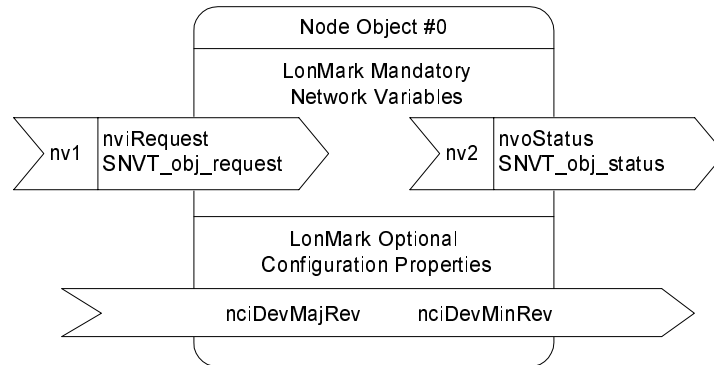 Node Object #0
LonMark Mandatory
Network Variables
nv1
nviRequest
SNVT_obj_request
nv2
nvoStatus
SNVT_obj_status
LonMark Optional
Configuration Properties
nciDevMajRev nciDevMinRev